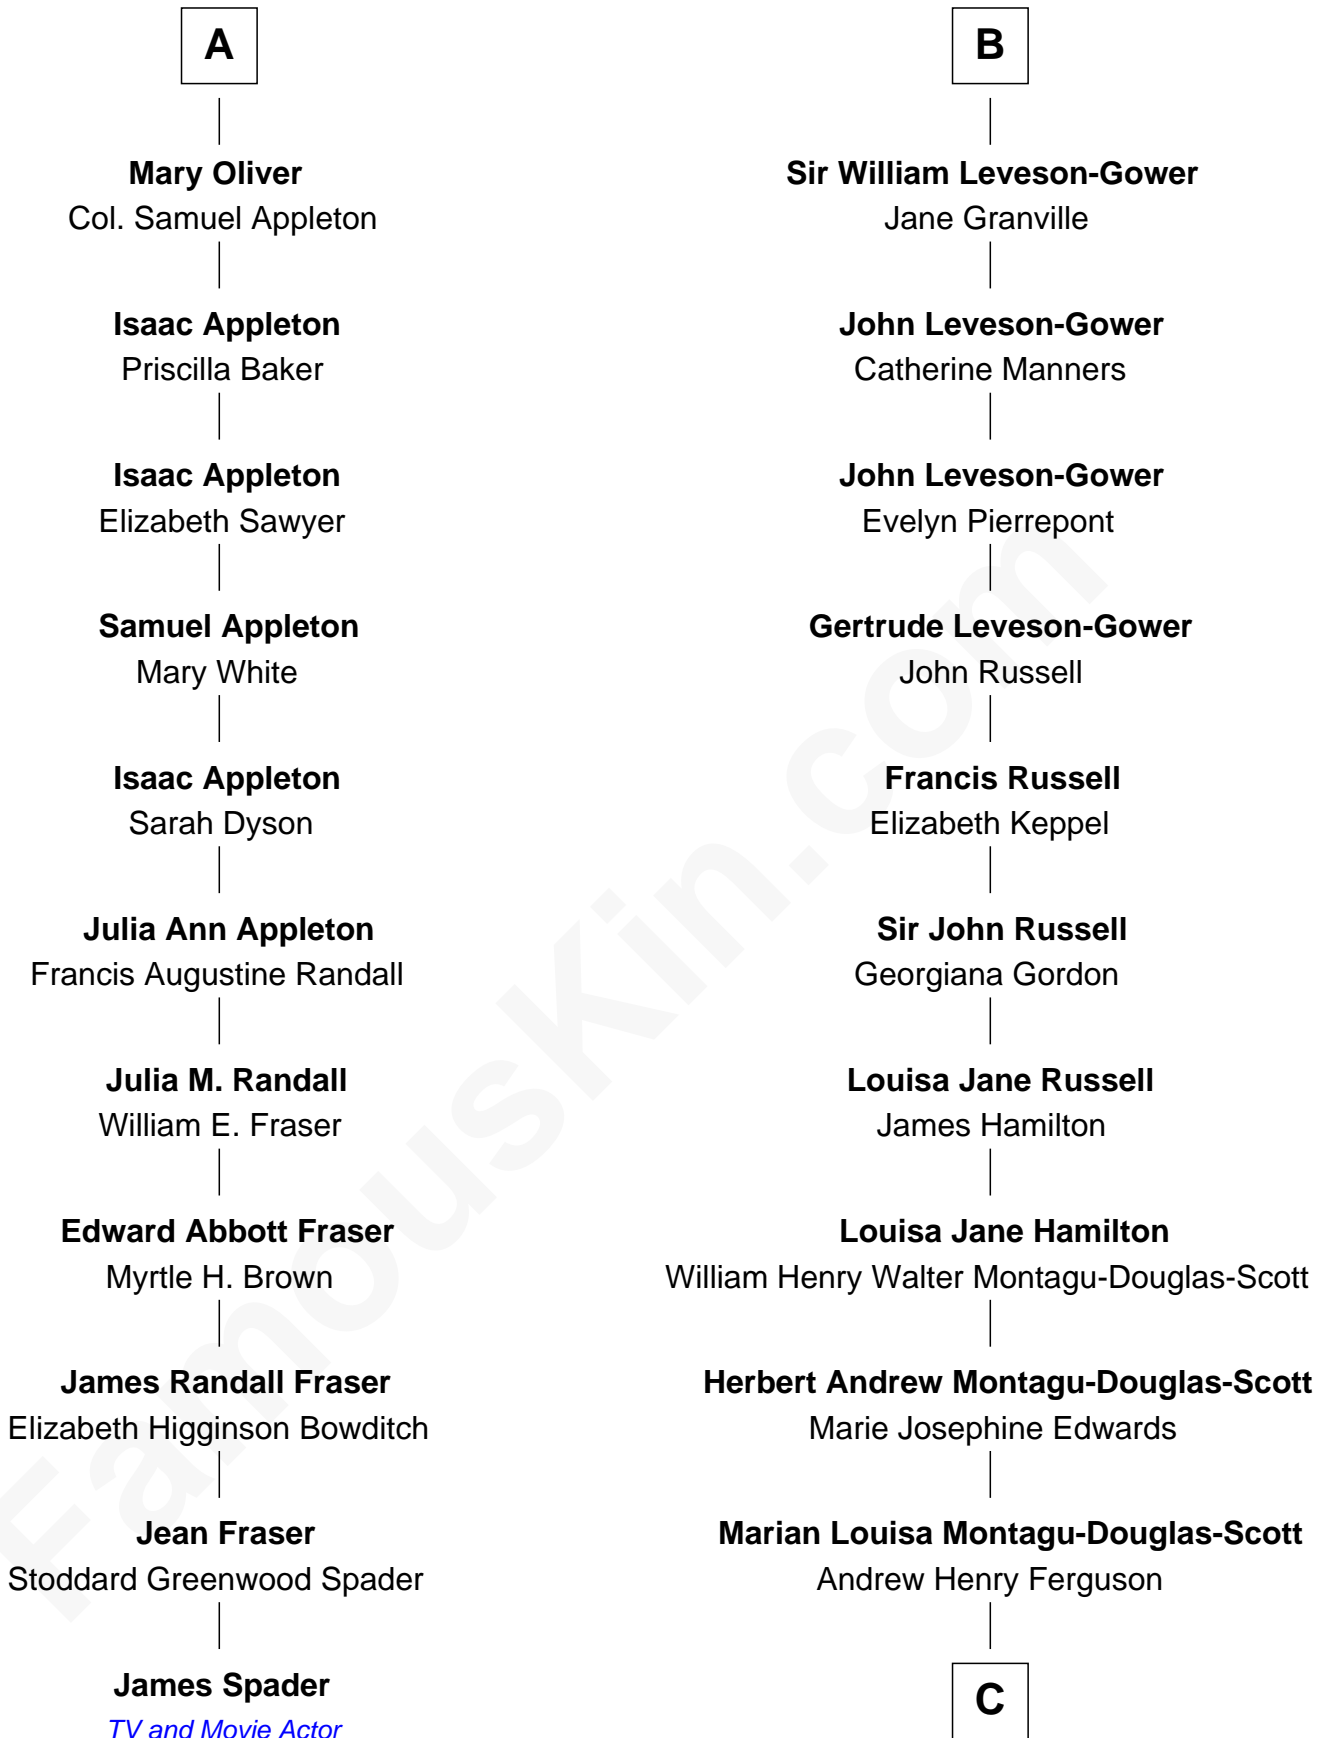 A
Mary Oliver
Col. Samuel Appleton
Isaac Appleton
Priscilla Baker
Isaac Appleton
Elizabeth Sawyer
Samuel Appleton
Mary White
Isaac Appleton
Sarah Dyson
Julia Ann Appleton
Francis Augustine Randall
Julia M. Randall
William E. Fraser
Edward Abbott Fraser
Myrtle H. Brown
James Randall Fraser
Elizabeth Higginson Bowditch
Jean Fraser
Stoddard Greenwood Spader
James Spader
TV and Movie Actor
B
Sir William Leveson-Gower
Jane Granville
John Leveson-Gower
Catherine Manners
John Leveson-Gower
Evelyn Pierrepont
Gertrude Leveson-Gower
John Russell
Francis Russell
Elizabeth Keppel
Sir John Russell
Georgiana Gordon
Louisa Jane Russell
James Hamilton
Louisa Jane Hamilton
William Henry Walter Montagu-Douglas-Scott
Herbert Andrew Montagu-Douglas-Scott
Marie Josephine Edwards
Marian Louisa Montagu-Douglas-Scott
Andrew Henry Ferguson
C
FamousKin.com